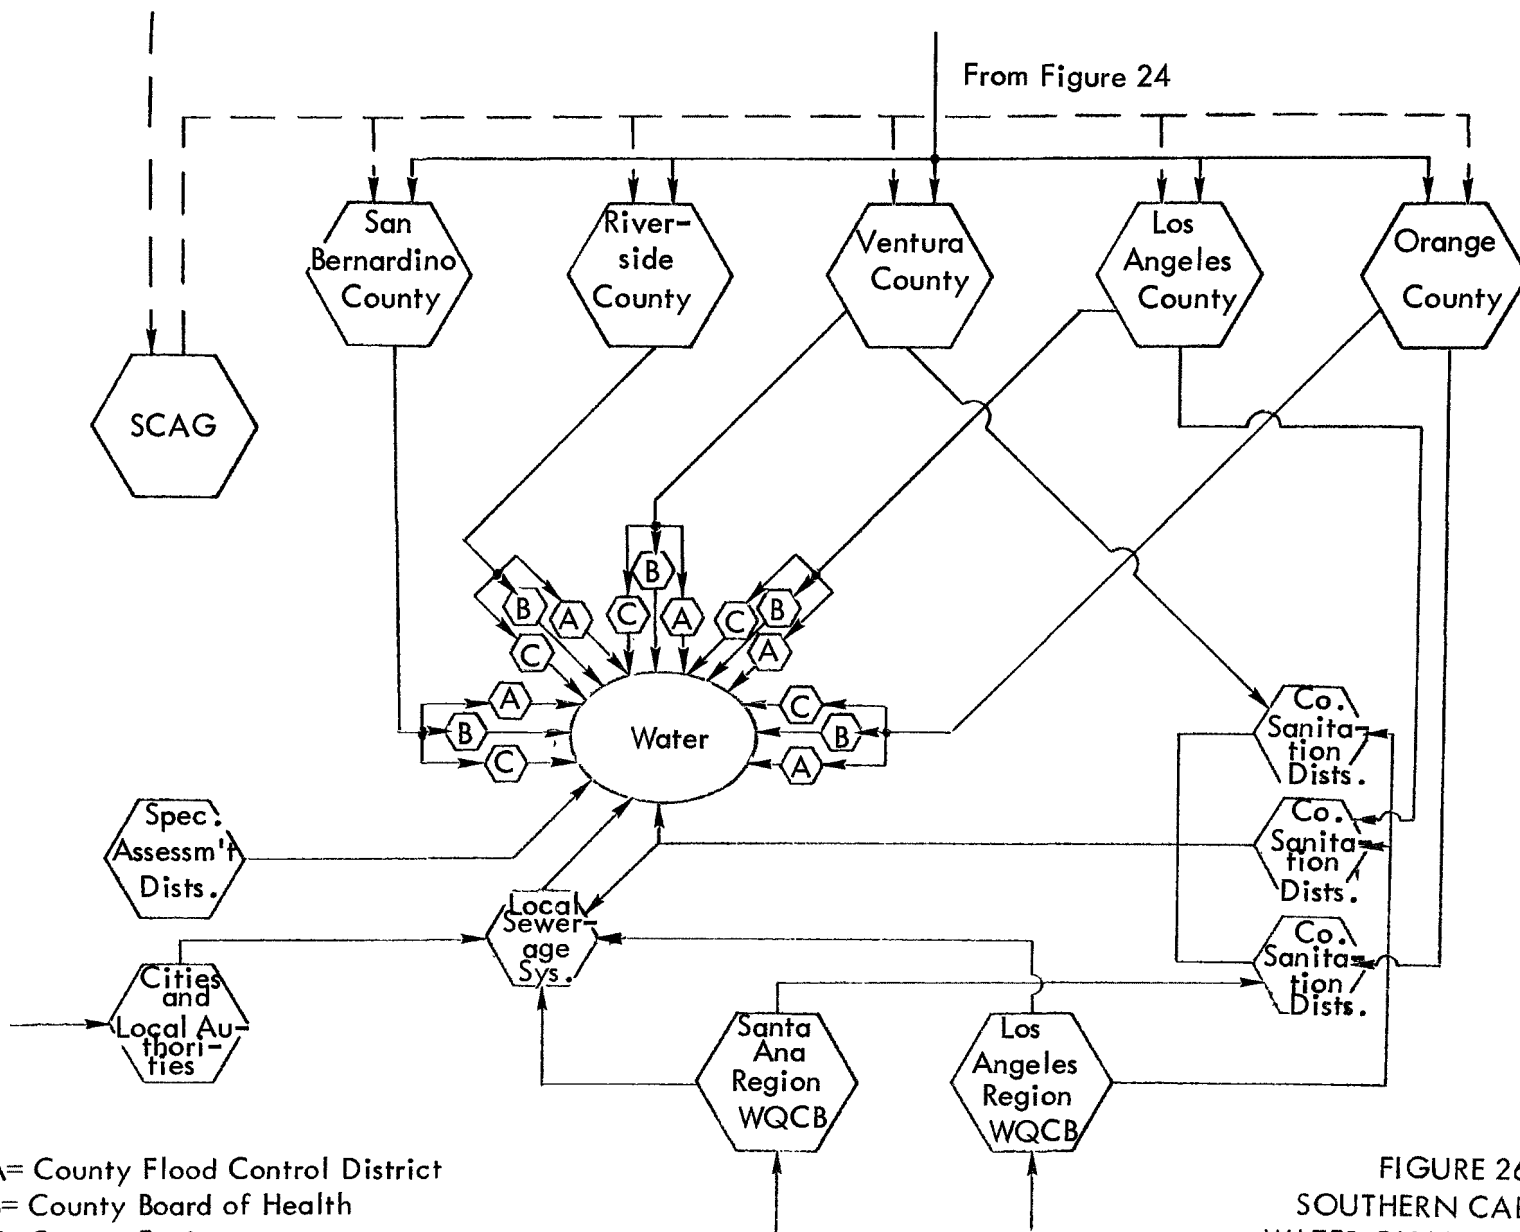 From Figure 24
San
Bernardino
County
River-
side
County
Ventura
County
Los
Angeles
County
Orange
County
SCAG
B
A
C
B
C
A
C
B
A
A
B
C
C
B
A
Water
Co.
Sanita-
tion
Dists.
Co.
Sanita-
tion
Dists.
Co.
Sanita-
tion
Dists.
Spec.
Assessm't
Dists.
Local
Sewer-
age
Sys.
Cities
and
Local Au-
thori-
ties
Santa
Ana
Region
WQCB
Los
Angeles
Region
WQCB
A= County Flood Control District
= County Board of Health
FIGURE 26
SOUTHERN CAL